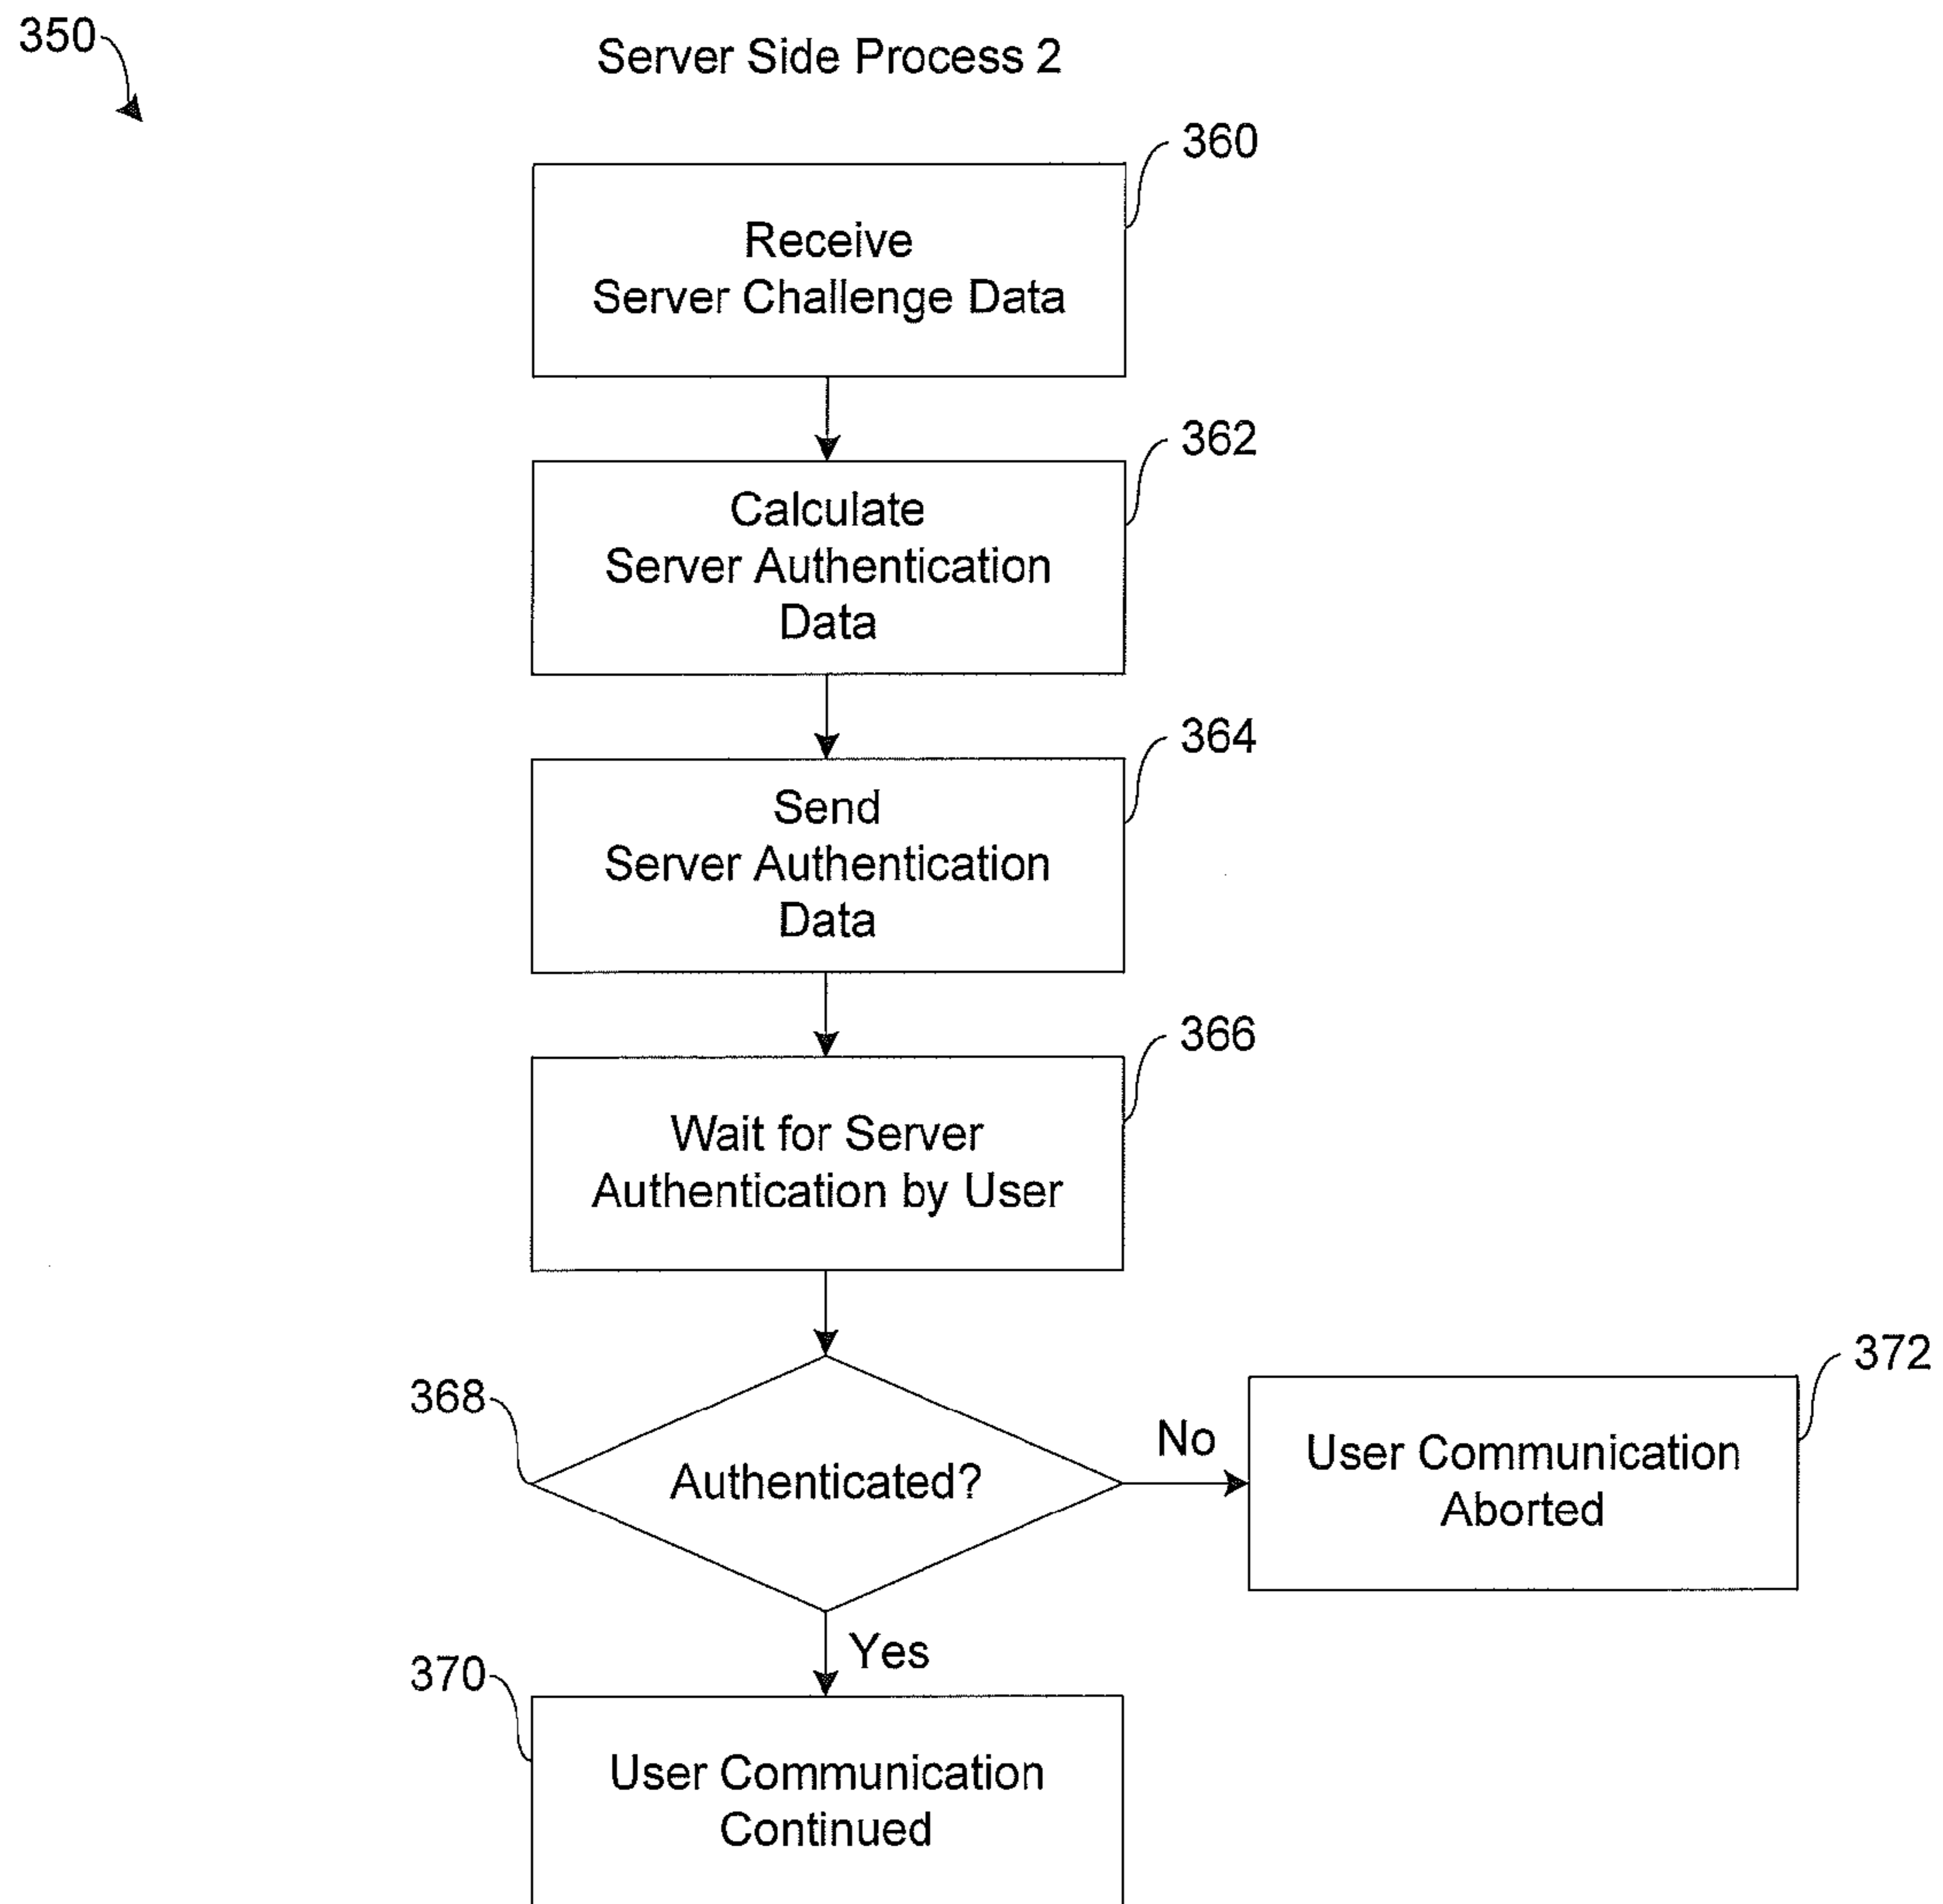 350
Server Side Process 2
360
Receive
Server Challenge Data
362
Calculate
Server Authentication
Data
364
Send
Server Authentication
Data
366
Wait for Server
Authentication by User
368
Authenticated?
No
372
User Communication
Aborted
Yes
370
User Communication
Continued